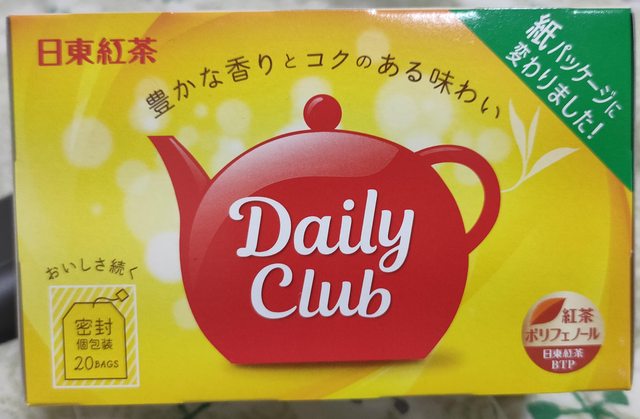 日東紅茶
豊かな香りとコクのある味わい
紙パッケージに
変わりました!
Daily
Club
おいしさ続く
密封
個包装
20BAGS
紅茶
ポリフェノール
日東紅茶
BTP